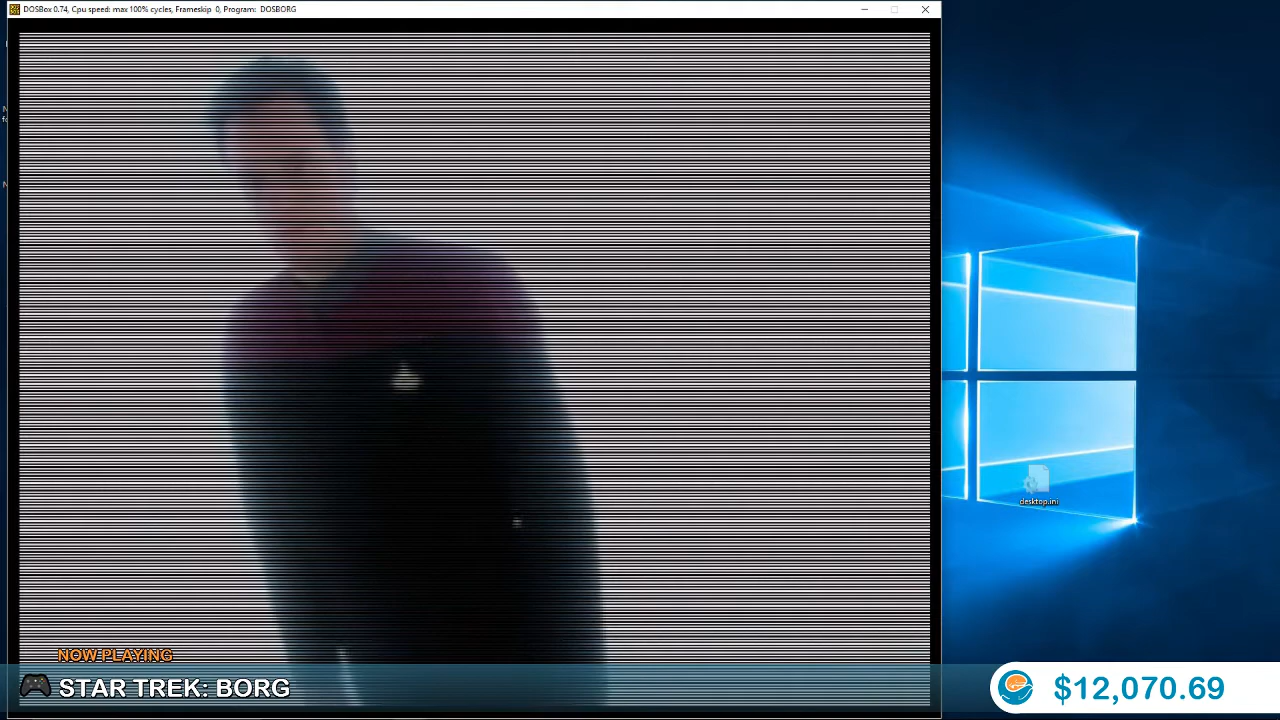 DOSBox 0.74, Cpu speed: max 100% cycles, Frameskip 0, Program: DOSBORG
desktop.ini
NOW PLAYING
STAR TREK: BORG
$12,070.69